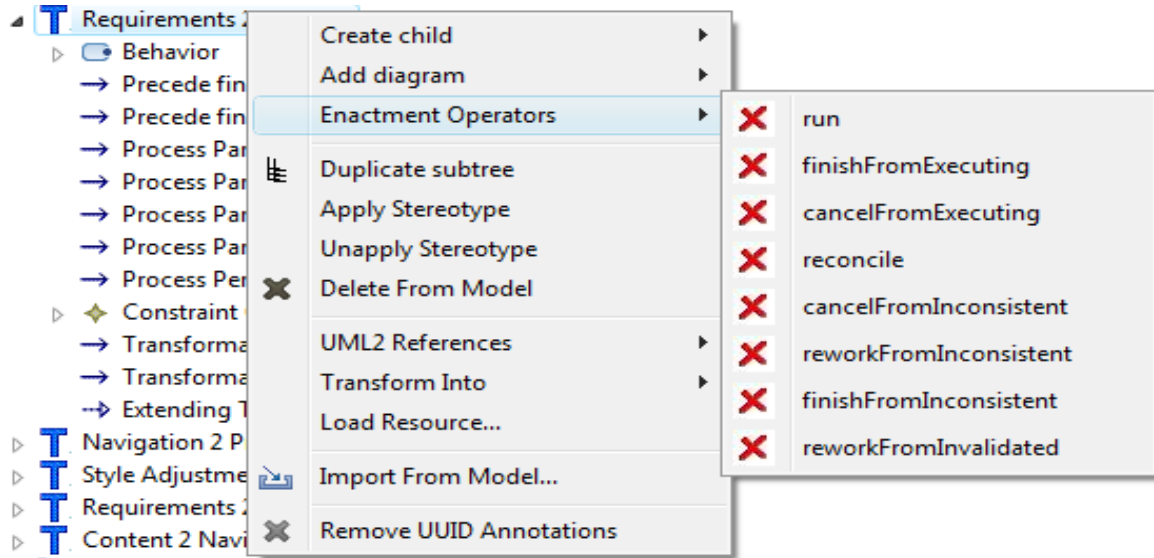 Requirements 2
Behavior
Precede fin
Precede fin
Process Par
Process Par
Process Par
Process Par
Process Per
Constraint
Transforma
Transforma
Extending T
Navigation 2 P
Style Adjustme
Requirements 2
Content 2 Navi
Create child
Add diagram
Enactment Operators
Duplicate subtree
Apply Stereotype
Unapply Stereotype
Delete From Model
UML2 References
Transform Into
Load Resource...
Import From Model...
Remove UUID Annotations
run
finishFromExecuting
cancelFromExecuting
reconcile
cancelFromInconsistent
reworkFromInconsistent
finishFromInconsistent
reworkFromInvalidated